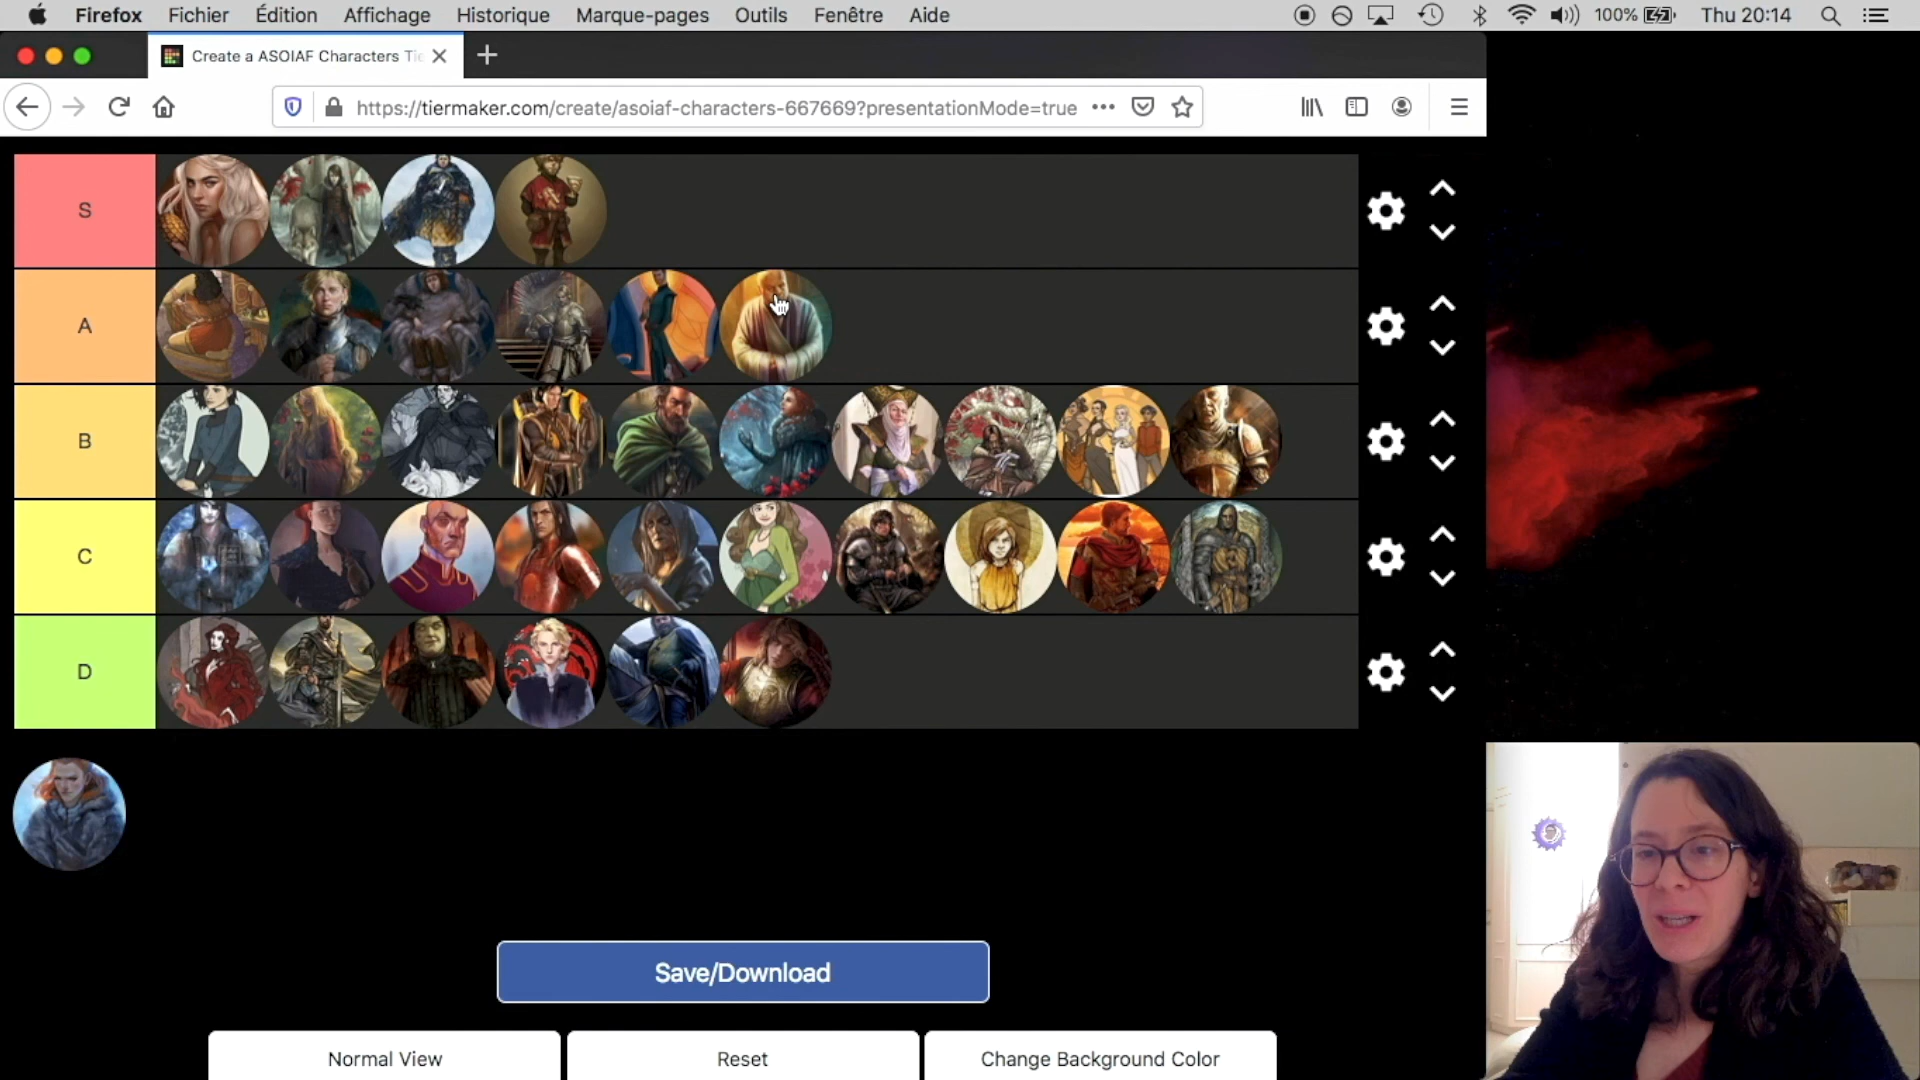 Firefox Fichier Édition Affichage Historique Marque-pages Outils Fenêtre Aide 100% Thu 20:14
Create a ASOIAF Characters Tie
https://tiermaker.com/create/asoiaf-characters-667669?presentationMode=true
S
A
B
C
D
Save/Download
Normal View Reset Change Background Color